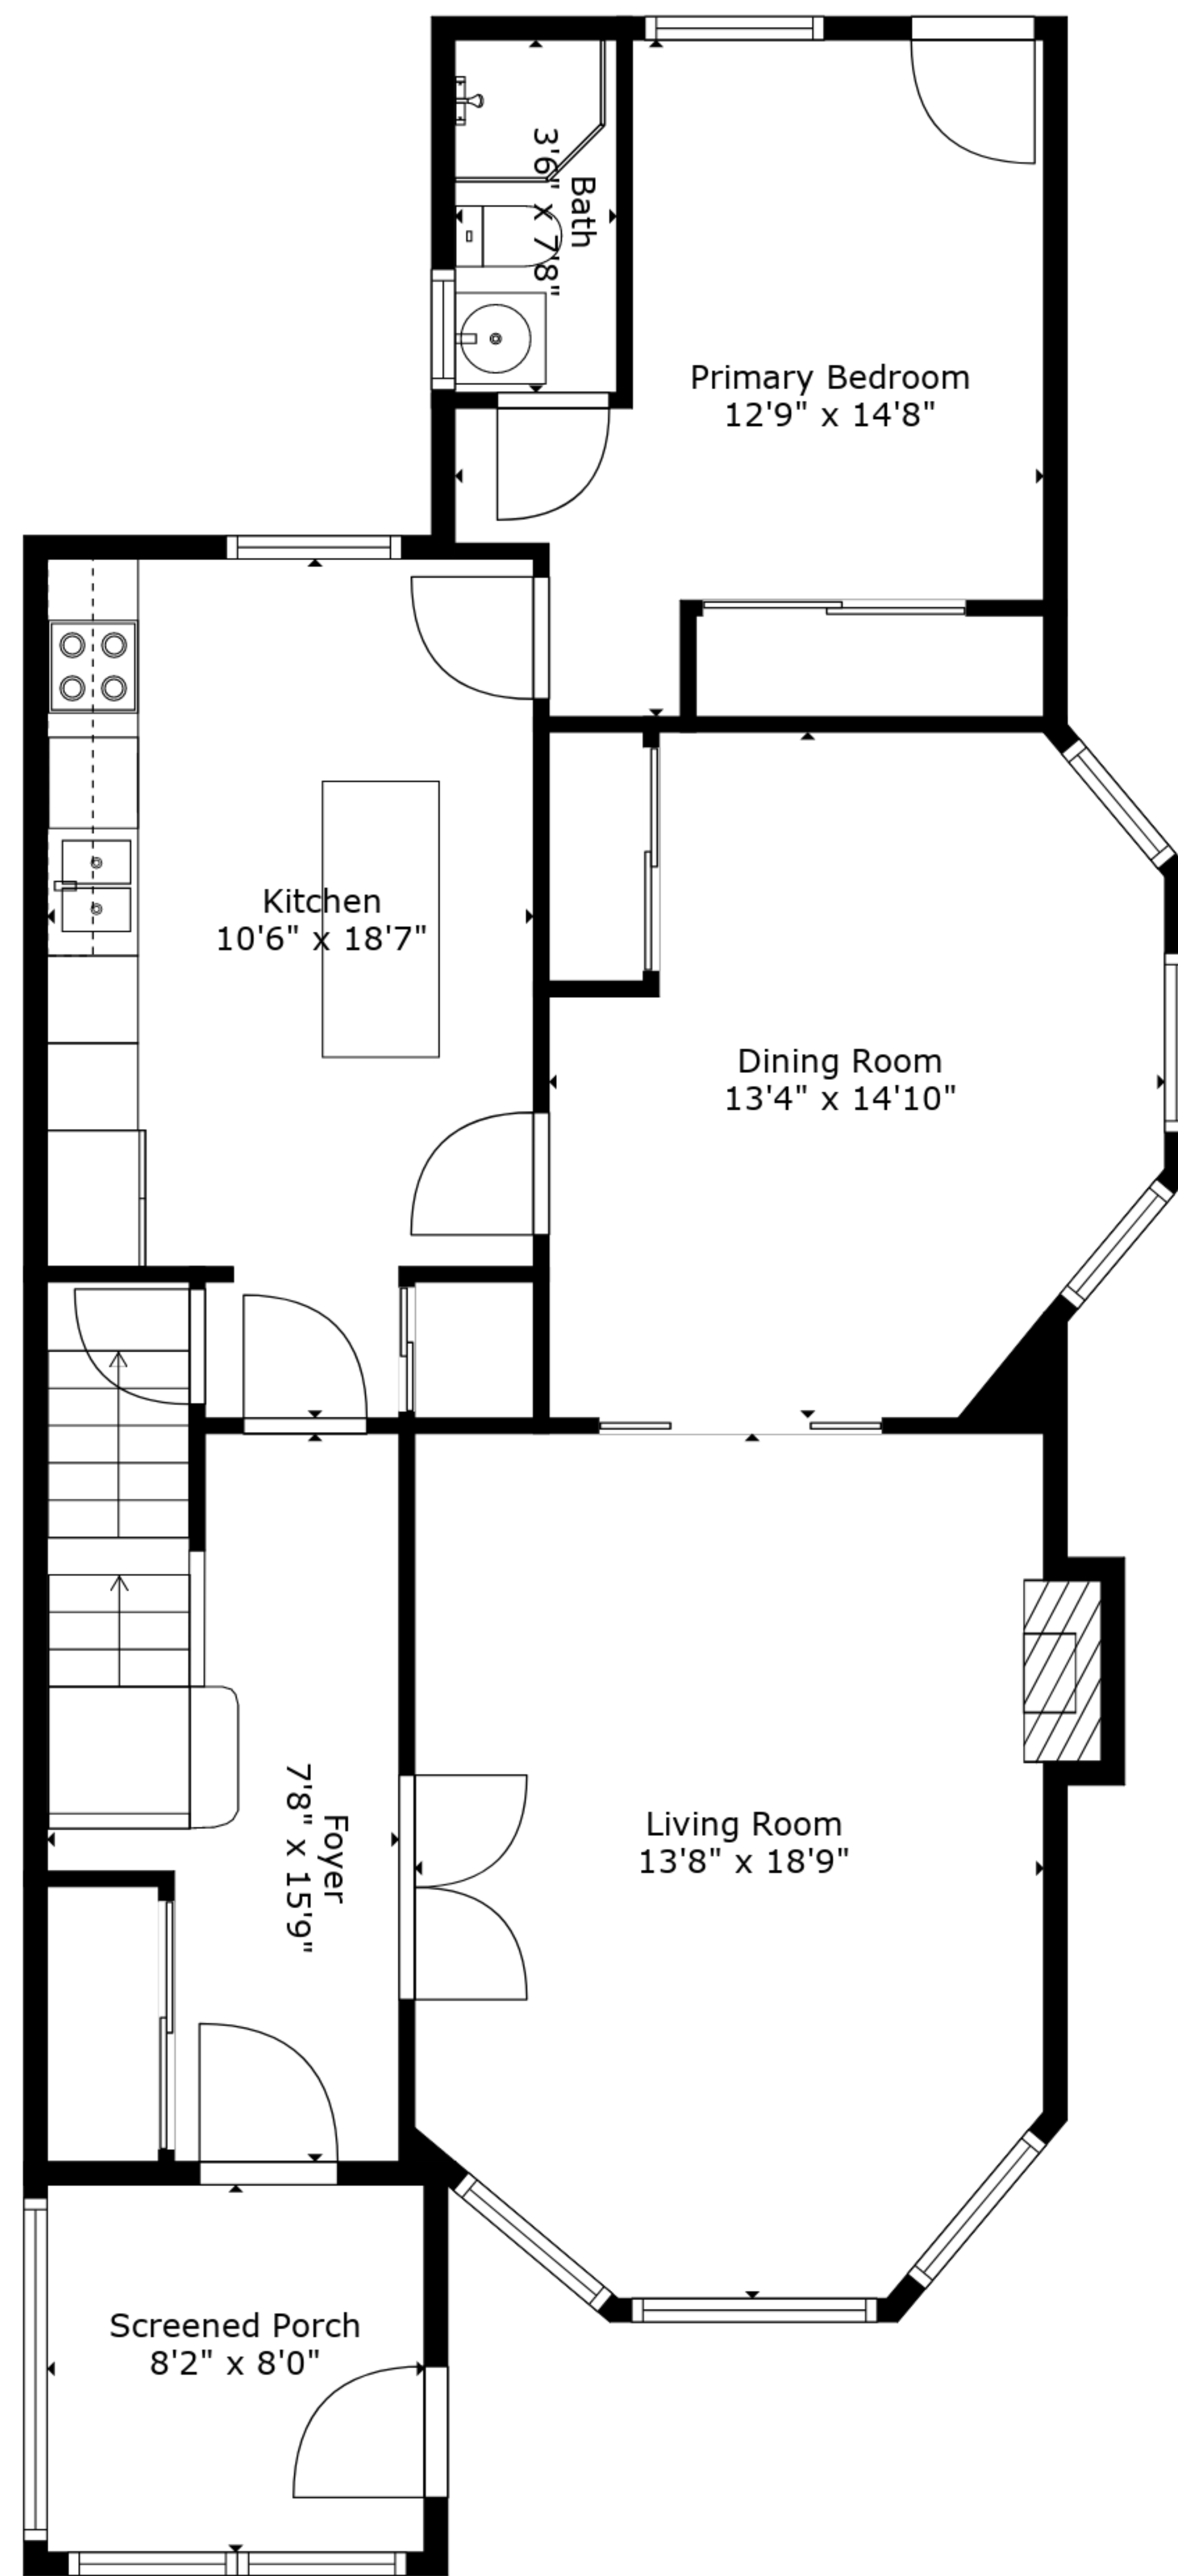 Bath
3'6" x 7'8"
Primary Bedroom
12'9" x 14'8"
Kitchen
10'6" x 18'7"
Dining Room
13'4" x 14'10"
Living Room
13'8" x 18'9"
Foyer
7'8" x 15'9"
Screened Porch
8'2" x 8'0"